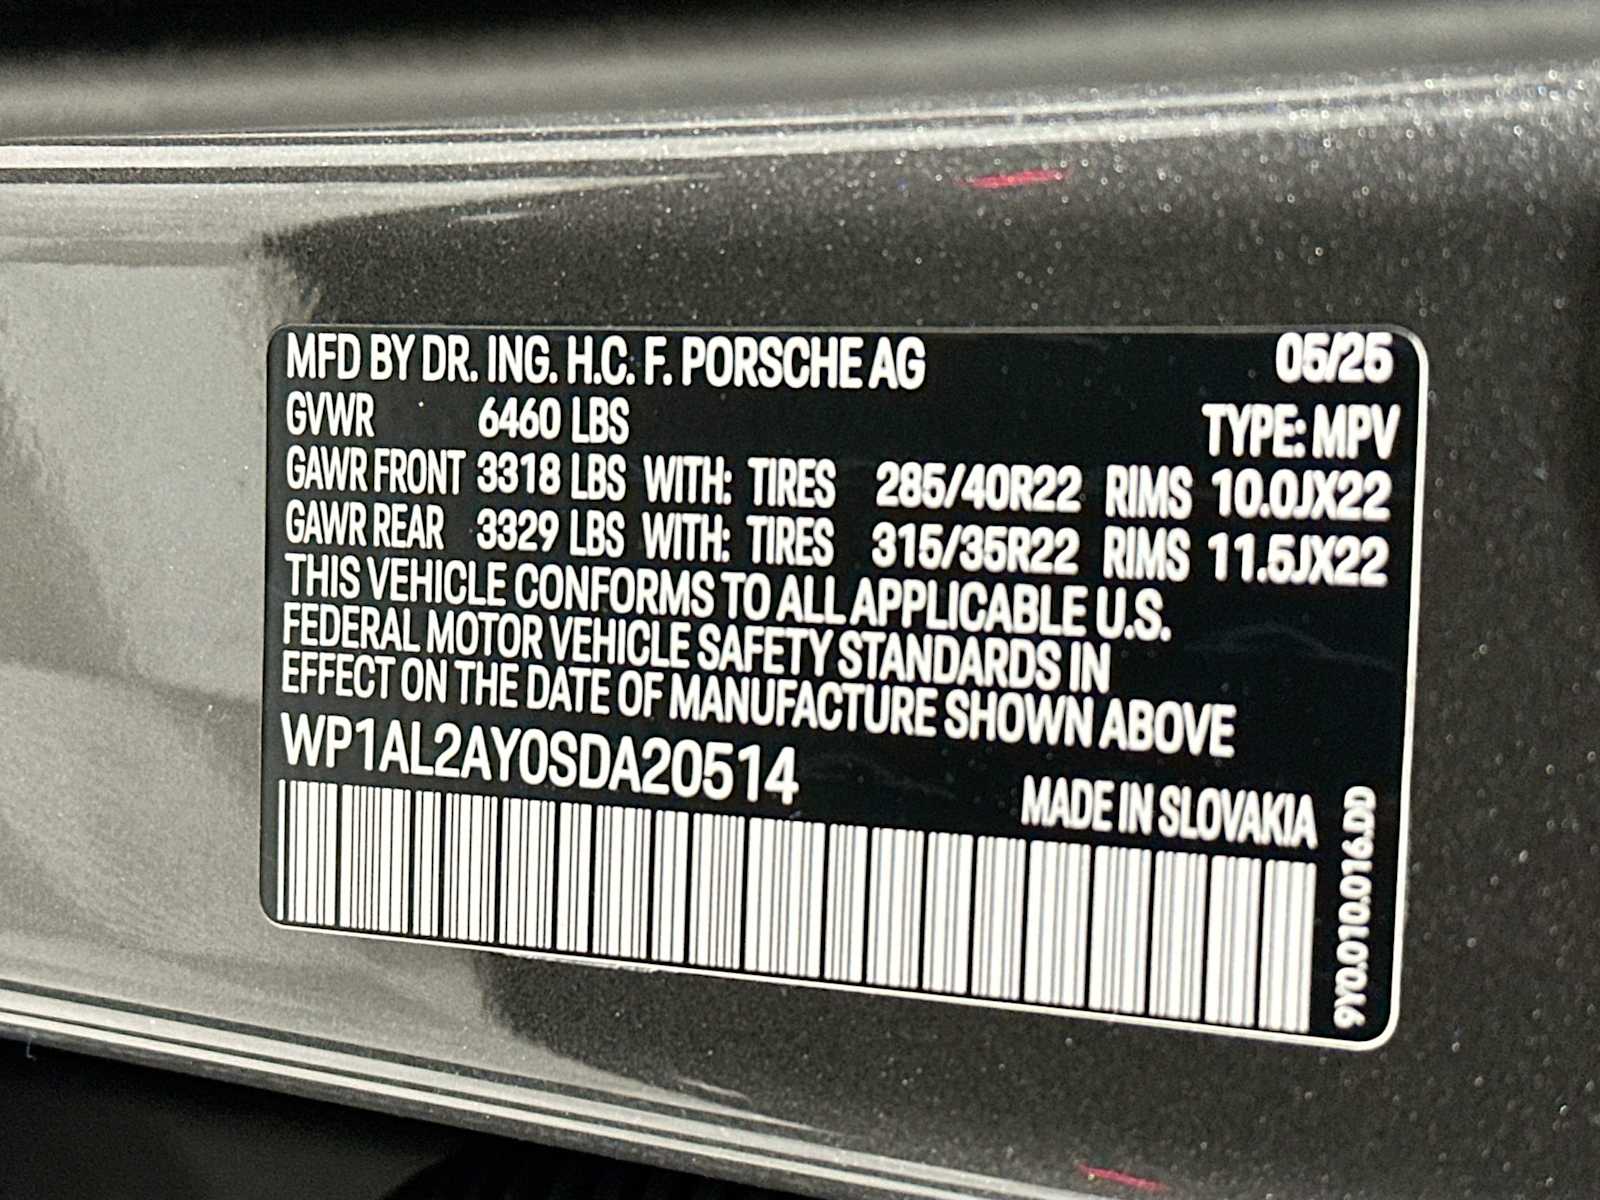 MFD BY DR. ING. H.C. F. PORSCHE AG 05/25
GVWR 6460 LBS TYPE: MPV
GAWR FRONT 3318 LBS WITH: TIRES 285/40R22 RIMS 10.0JX22
GAWR REAR 3329 LBS WITH: TIRES 315/35R22 RIMS 11.5JX22
THIS VEHICLE CONFORMS TO ALL APPLICABLE U.S.
FEDERAL MOTOR VEHICLE SAFETY STANDARDS IN
EFFECT ON THE DATE OF MANUFACTURE SHOWN ABOVE
WP1AL2AY0SDA20514
MADE IN SLOVAKIA
9Y0.010.016.DD